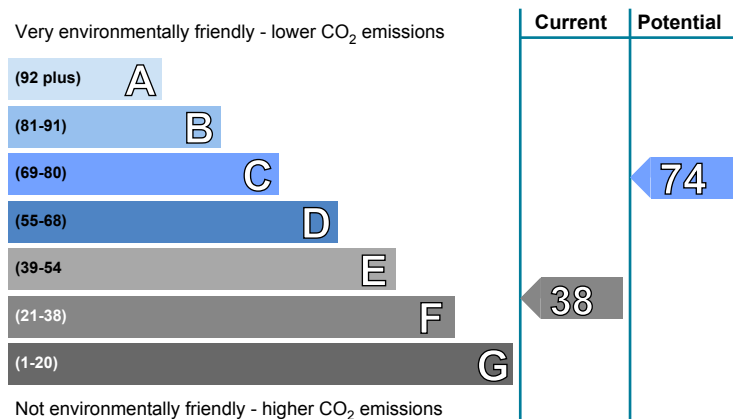 Current Potential
Very environmentally friendly - lower CO2 emissions
(92 plus) A
(81-91) B
(69-80) C
74
(55-68) D
(39-54 E
38
(21-38) F
(1-20) G
Not environmentally friendly - higher CO2 emissions